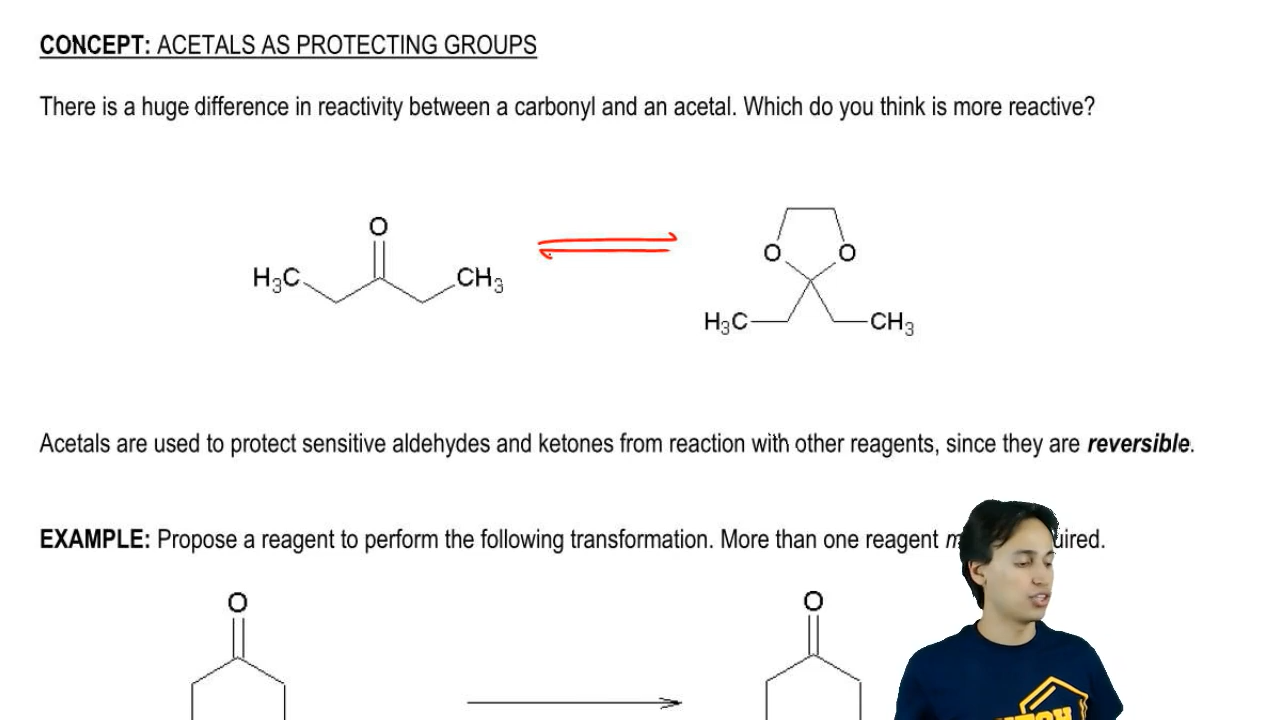 CONCEPT: ACETALS AS PROTECTING GROUPS
There is a huge difference in reactivity between a carbonyl and an acetal. Which do you think is more reactive?
O
H3C CH3
O O
H3C CH3
Acetals are used to protect sensitive aldehydes and ketones from reaction with other reagents, since they are reversible.
EXAMPLE: Propose a reagent to perform the following transformation. More than one reagent
O O